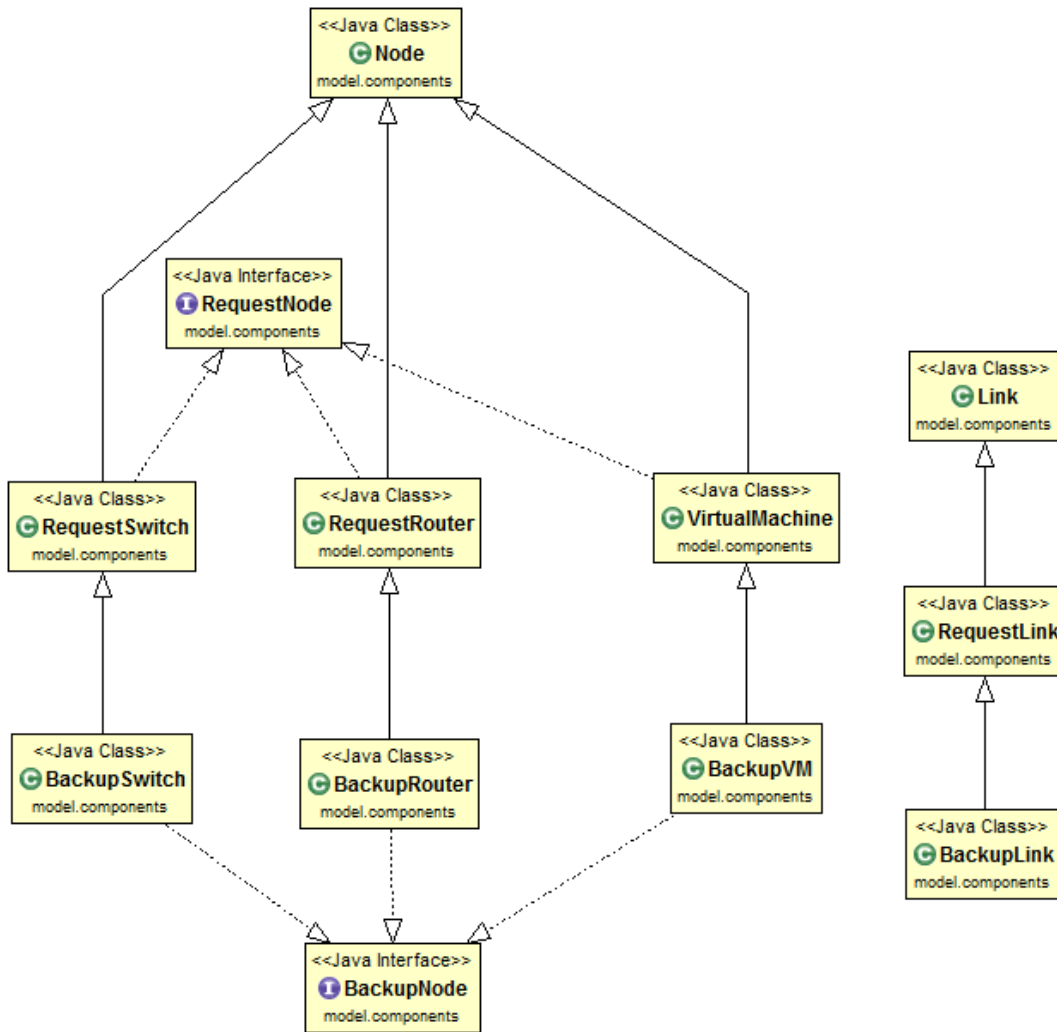 <<Java Class>>
Node
model.components
<<Java Interface>>
RequestNode
model.components
<<Java Class>>
Link
model.components
<<Java Class>>
RequestSwitch
model.components
<<Java Class>>
RequestRouter
model.components
<<Java Class>>
VirtualMachine
model.components
<<Java Class>>
RequestLink
model.components
<<Java Class>>
BackupSwitch
model.components
<<Java Class>>
BackupRouter
model.components
<<Java Class>>
BackupVM
model.components
<<Java Class>>
BackupLink
model.components
<<Java Interface>>
BackupNode
model.components